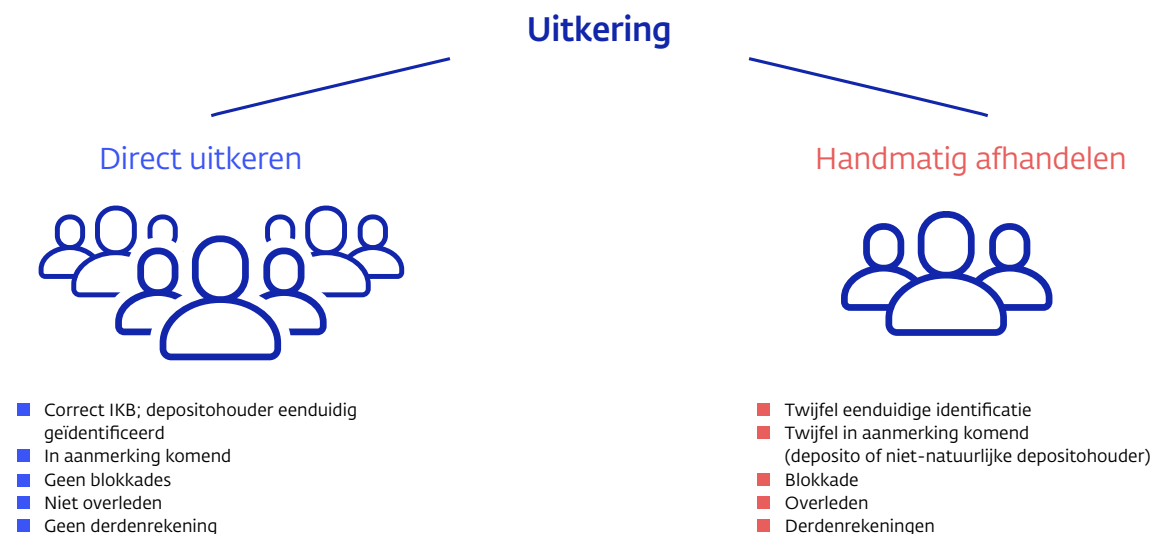 Uitkering
Direct uitkeren
Correct IKB; depositohouder eenduidig
geïdentificeerd
In aanmerking komend
Geen blokkades
Niet overleden
Geen derdenrekening
Handmatig afhandelen
Twijfel eenduidige identificatie
Twijfel in aanmerking komend
(deposito of niet-natuurlijke depositohouder)
Blokkade
Overleden
Derdenrekeningen